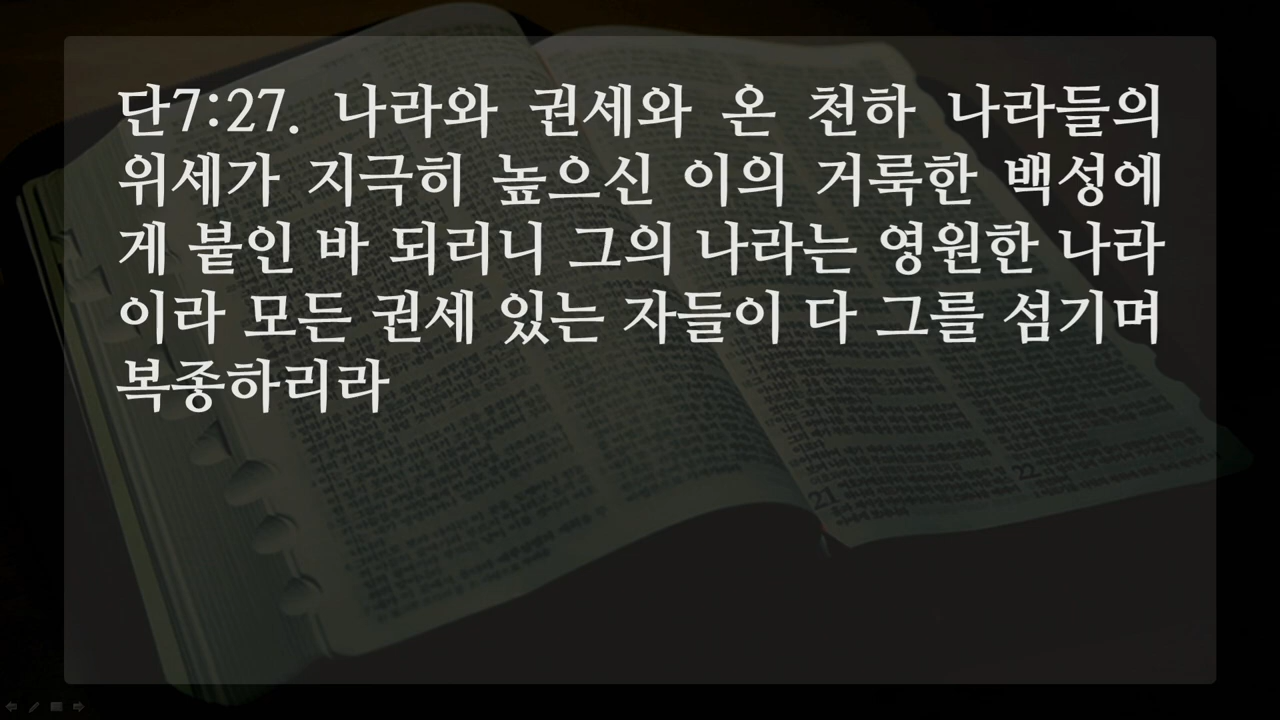 단7:27. 나라와 권세와 온 천하 나라들의
위세가 지극히 높으신 이의 거룩한 백성에
게 붙인 바 되리니 그의 나라는 영원한 나라
이라 모든 권세 있는 자들이 다 그를 섬기며
복종하리라
21
22